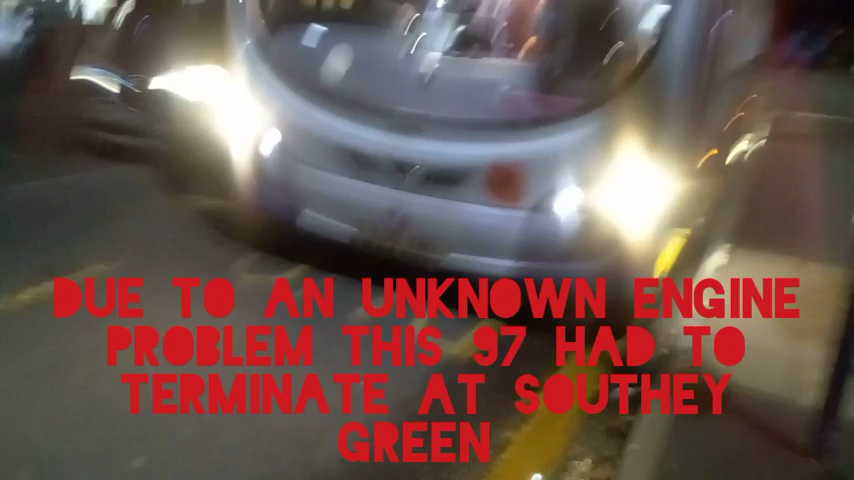 DUE TO AN UNKNOWN ENGINE
PROBLEM THIS 97 HAD TO
TERMINATE AT SOUTHEY
GREEN